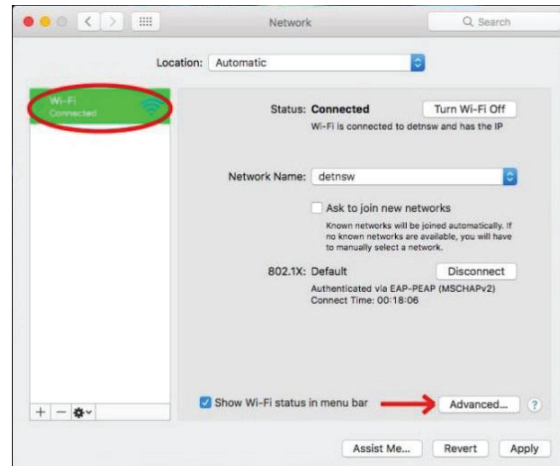 Network
Search
Location: Automatic
Wi-Fi
Connected
Status: Connected
Turn Wi-Fi Off
Wi-Fi is connected to detnsw and has the IP
Network Name: detnsw
Ask to join new networks
Known networks will be joined automatically. If
no known networks are available, you will have
to manually select a network.
802.1X: Default
Disconnect
Authenticated via EAP-PEAP (MSCHAPv2)
Connect Time: 00:18:06
+ −
Show Wi-Fi status in menu bar
Advanced...
?
Assist Me...
Revert
Apply